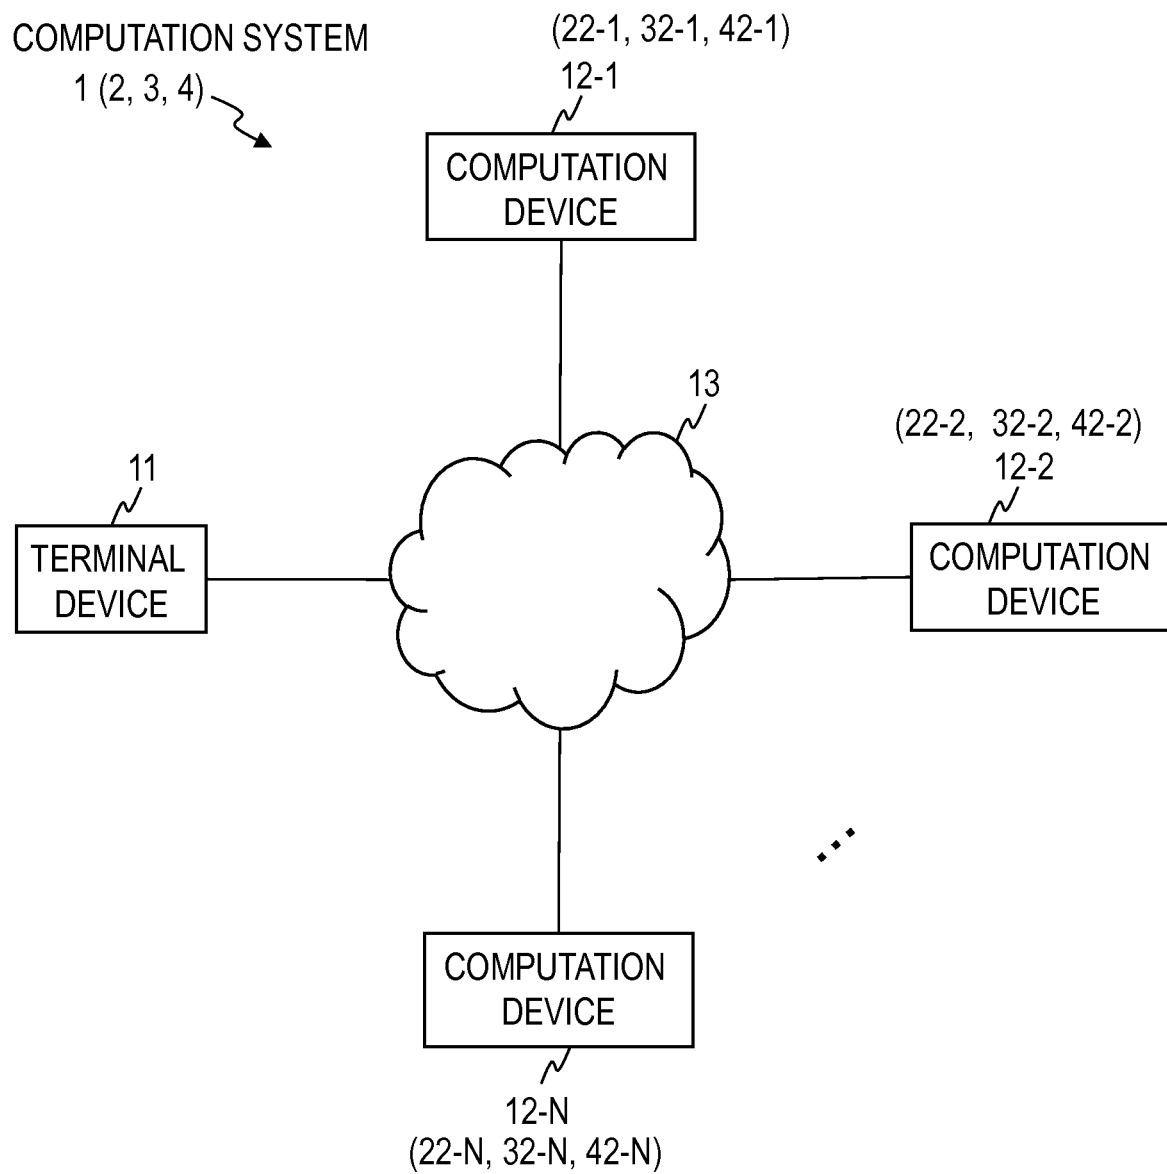 COMPUTATION SYSTEM
1 (2, 3, 4)
(22-1, 32-1, 42-1)
12-1
COMPUTATION
DEVICE
13
(22-2, 32-2, 42-2)
12-2
COMPUTATION
DEVICE
11
TERMINAL
DEVICE
COMPUTATION
DEVICE
12-N
(22-N, 32-N, 42-N)